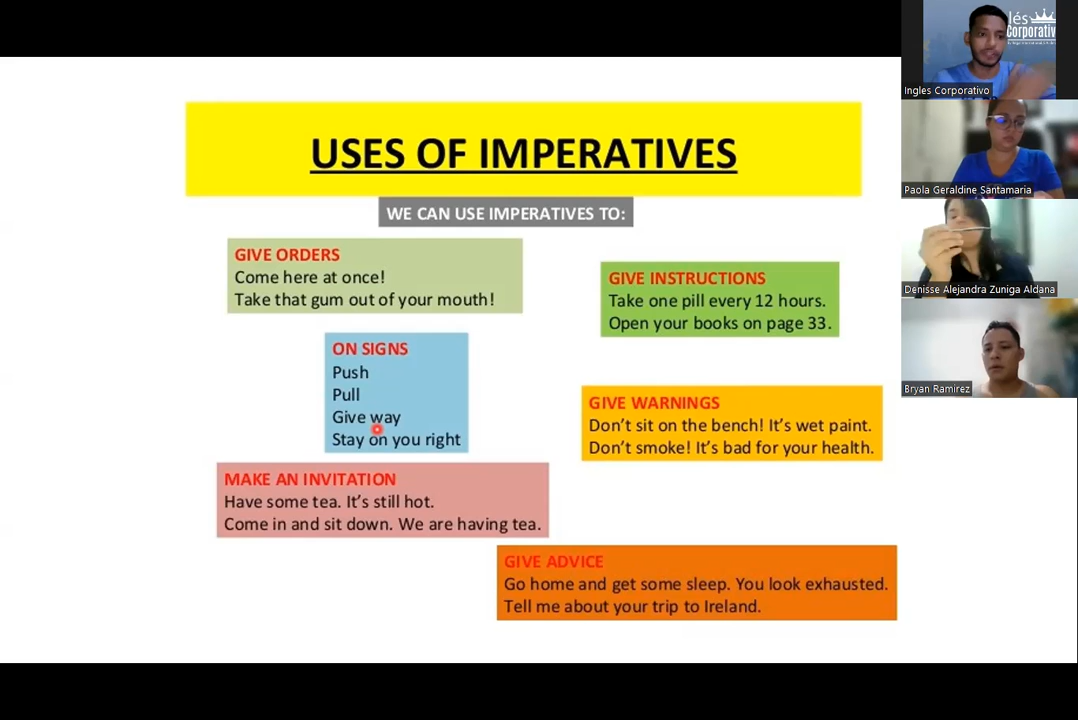 USES OF IMPERATIVES
WE CAN USE IMPERATIVES TO:
GIVE ORDERS
Come here at once!
Take that gum out of your mouth!
GIVE INSTRUCTIONS
Take one pill every 12 hours.
Open your books on page 33.
ON SIGNS
Push
Pull
Give way
Stay on you right
GIVE WARNINGS
Don't sit on the bench! It's wet paint.
Don't smoke! It's bad for your health.
MAKE AN INVITATION
Have some tea. It's still hot.
Come in and sit down. We are having tea.
GIVE ADVICE
Go home and get some sleep. You look exhausted.
Tell me about your trip to Ireland.
lés
Corporativ
Ingles Corporativo
Paola Geraldine Santamaria
Denisse Alejandra Zuniga Aldana
Bryan Ramirez